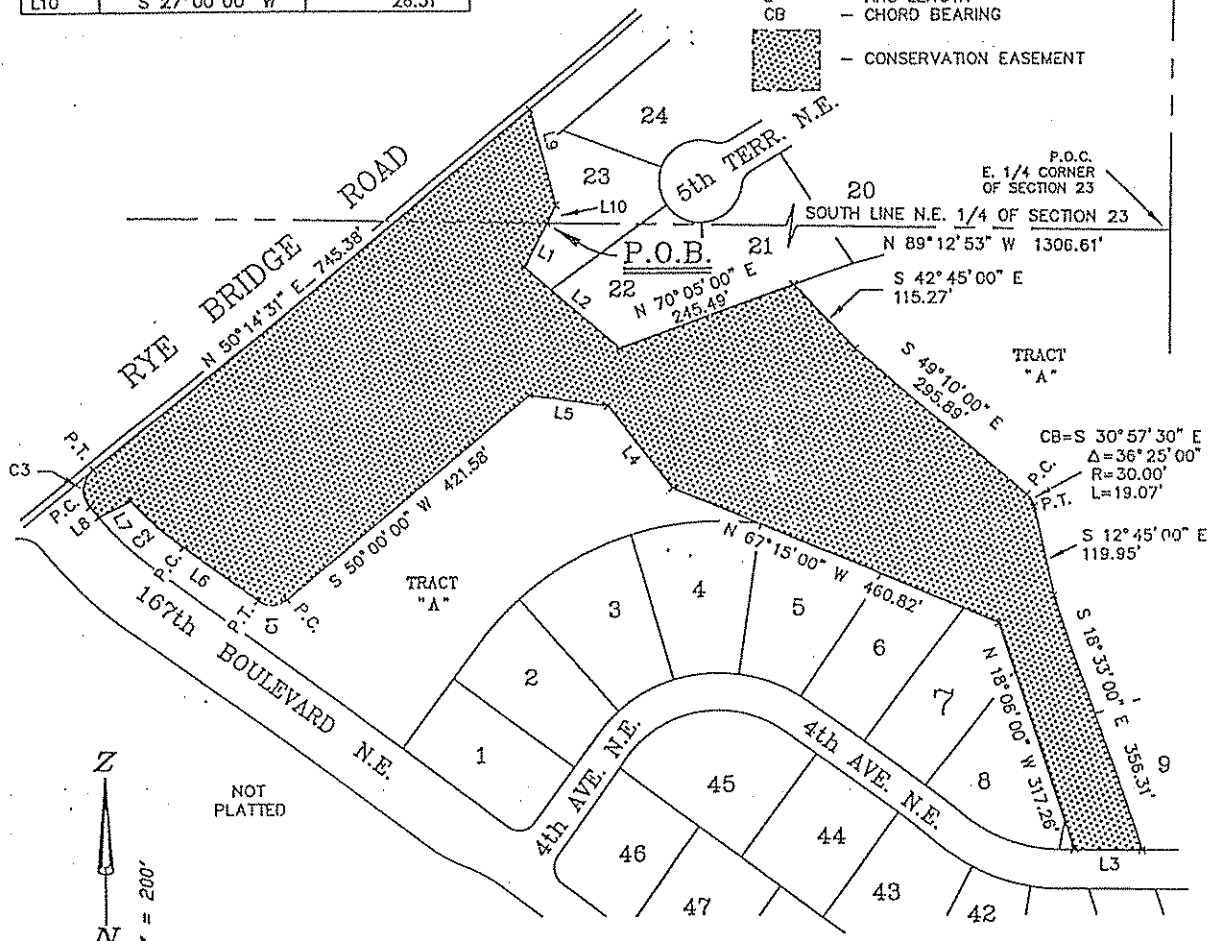 L10 S 27°00'00" W 26.51'
CB – CHORD BEARING
– CONSERVATION EASEMENT
24
5th TERR. N.E.
L9
23
20
P.O.C.
E. 1/4 CORNER
OF SECTION 23
L10
SOUTH LINE N.E. 1/4 OF SECTION 23
N 89°12'53" W 1306.61'
L1
P.O.B.
21
22
L2
N 70°05'00" E
245.49'
S 42°45'00" E
115.27'
RYE BRIDGE ROAD
N 50°14'31" E 745.38'
TRACT
"A"
S 49°10'00" E
295.89'
L5
L4
CB=S 30°57'30" E
Δ=36°25'00"
R=30.00'
L=19.07'
P.C.
P.T.
P.T.
C3
P.C.
L8
L7
C2
P.C.
L6
P.T.
C1
P.C.
S 50°00'00" W 421.58'
S 12°45'00" E
119.95'
N 67°15'00" W 460.82'
TRACT
"A"
167th BOULEVARD N.E.
1
2
3
4
5
6
7
8
9
N 18°06'00" W 317.26'
S 18°33'00" E 356.31'
4th AVE. N.E.
4th AVE. N.E.
L3
45
44
46
43
47
42
NOT
PLATTED
Z
N
= 200'